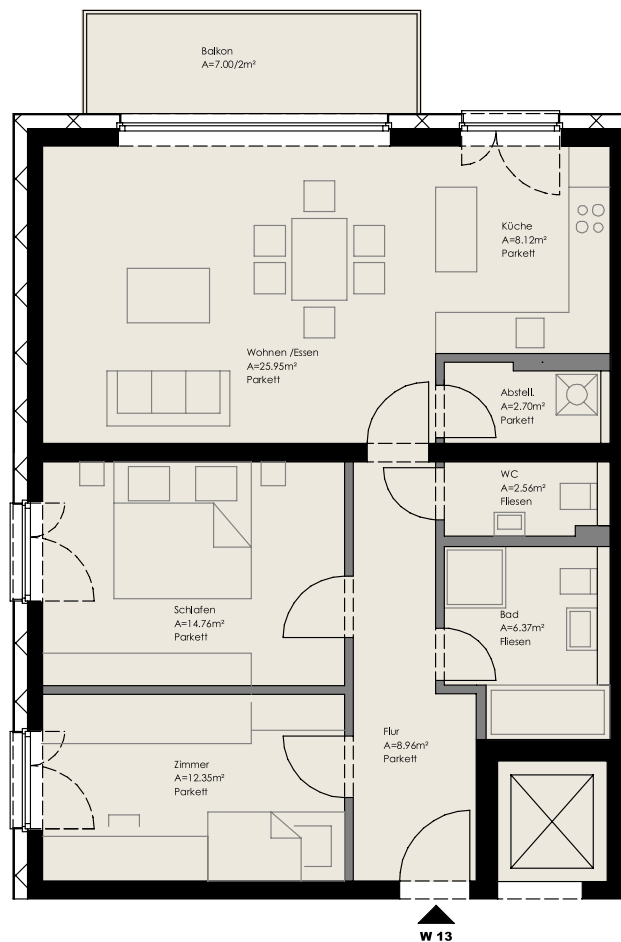 Balkon
A=7.00/2m²
Küche
A=8.12m²
Parkett
Wohnen /Essen
A=25.95m²
Parkett
Abstell.
A=2.70m²
Parkett
WC
A=2.56m²
Fliesen
Schlafen
A=14.76m²
Parkett
Bad
A=6.37m²
Fliesen
Flur
A=8.96m²
Parkett
Zimmer
A=12.35m²
Parkett
W 13